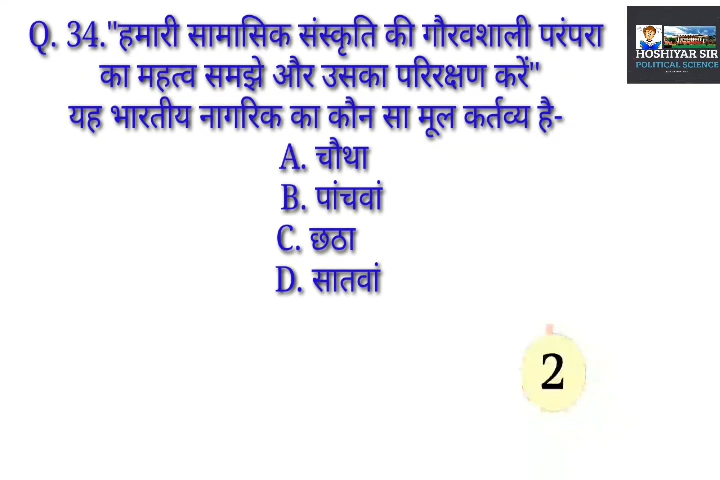 Q. 34."हमारी सामासिक संस्कृति की गौरवशाली परंपरा
का महत्व समझे और उसका परिरक्षण करें"
यह भारतीय नागरिक का कौन सा मूल कर्तव्य है-
A. चौथा
B. पांचवां
C. छठा
D. सातवां
2
HOSHIYAR SIR
POLITICAL SCIENCE